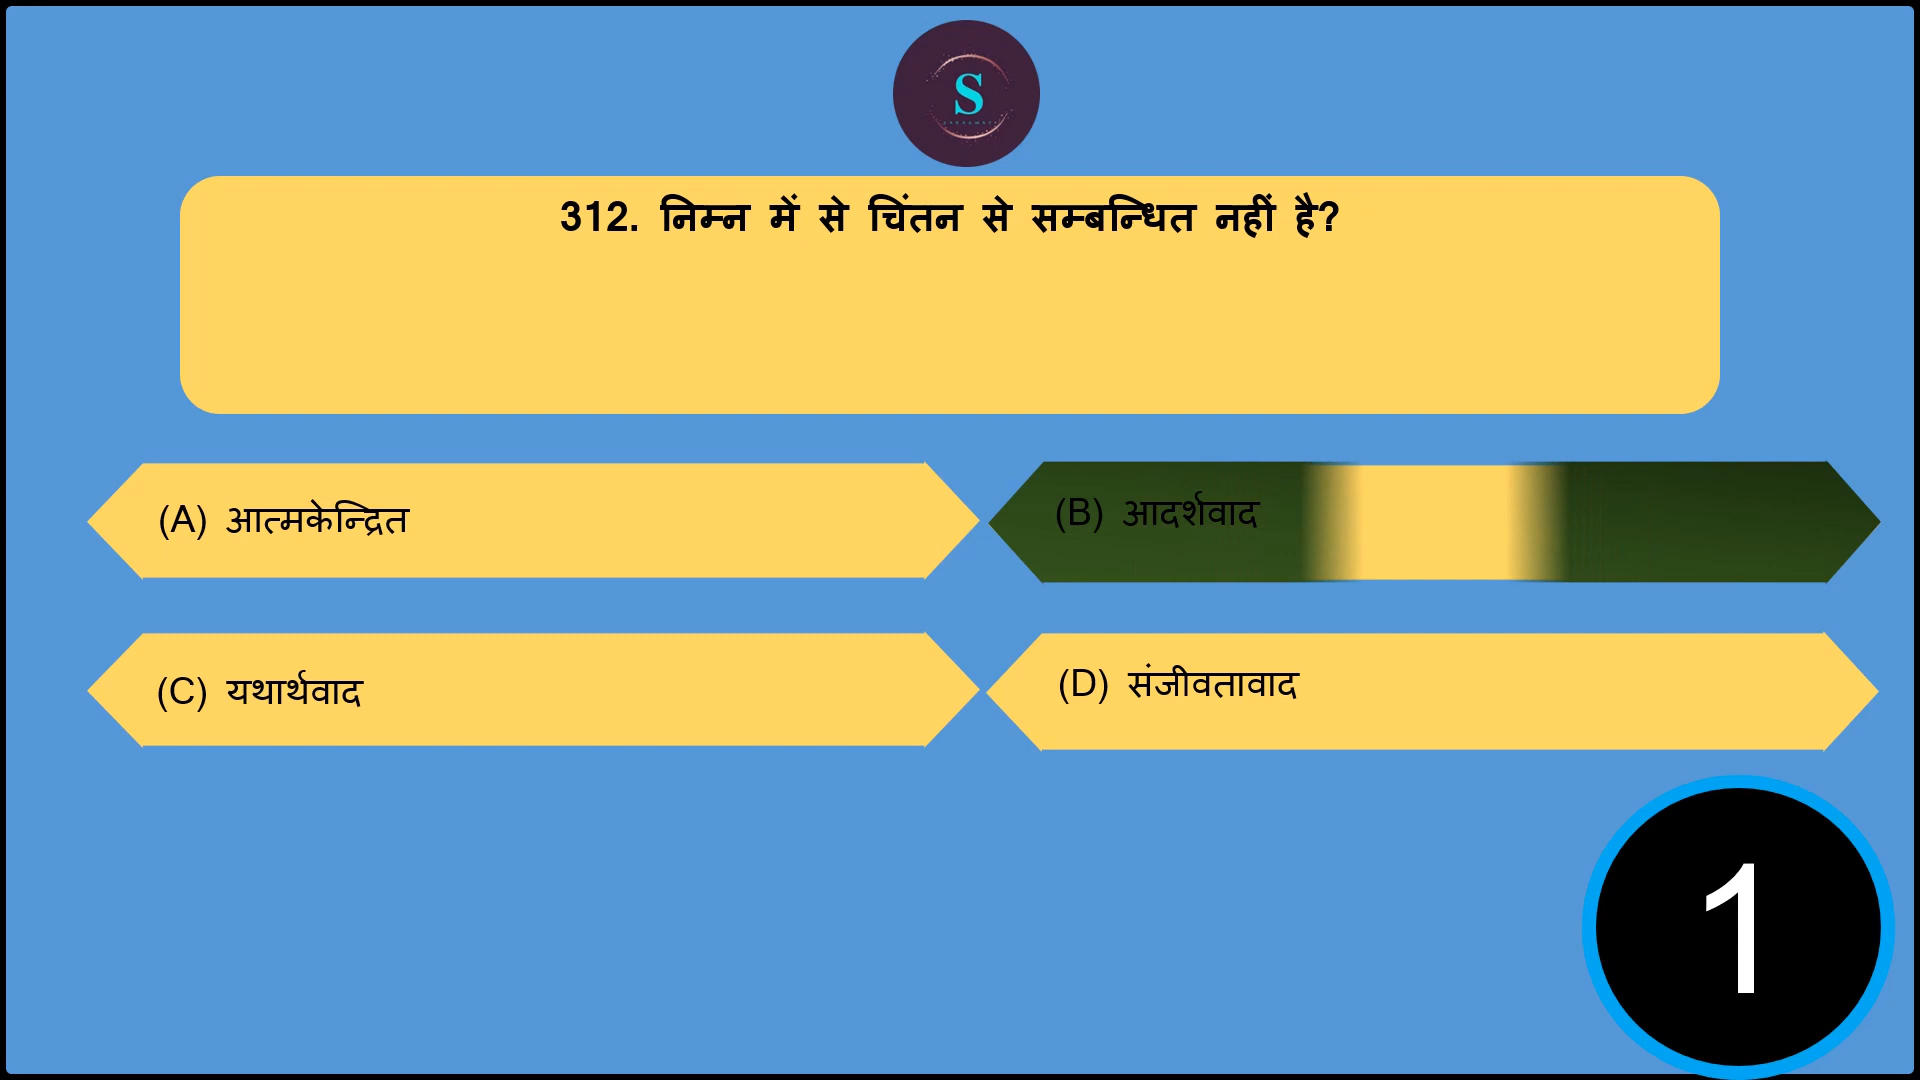 S
312. निम्न में से चिंतन से सम्बन्धित नहीं है?
(A) आत्मकेन्द्रित
(B) आदर्शवाद
(C) यथार्थवाद
(D) संजीवतावाद
1